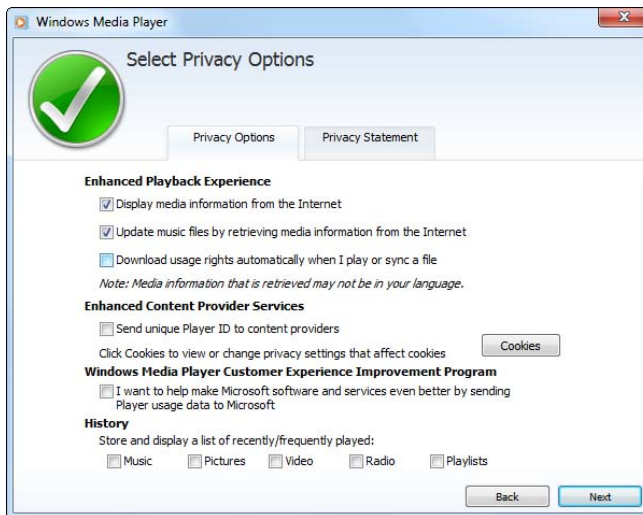 Windows Media Player
Select Privacy Options
Privacy Options
Privacy Statement
Enhanced Playback Experience
Display media information from the Internet
Update music files by retrieving media information from the Internet
Download usage rights automatically when I play or sync a file
Note: Media information that is retrieved may not be in your language.
Enhanced Content Provider Services
Send unique Player ID to content providers
Click Cookies to view or change privacy settings that affect cookies
Cookies
Windows Media Player Customer Experience Improvement Program
I want to help make Microsoft software and services even better by sending
Player usage data to Microsoft
History
Store and display a list of recently/frequently played:
Music
Pictures
Video
Radio
Playlists
Back
Next